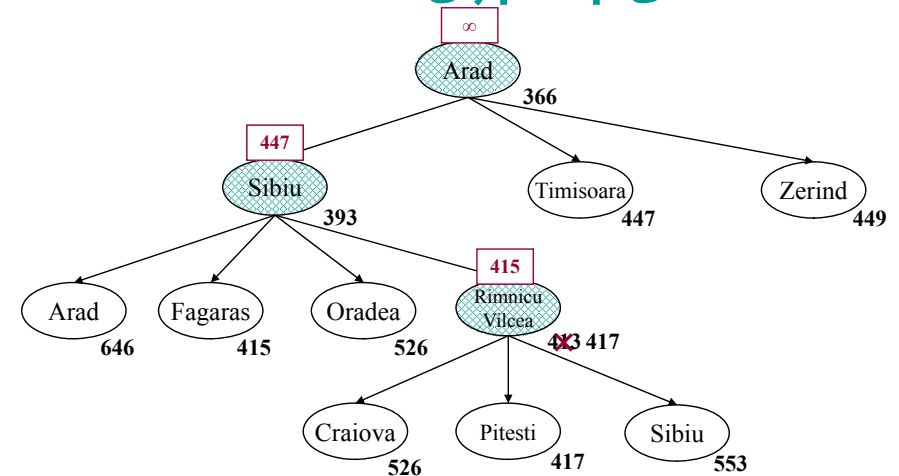 ∞
Arad
366
447
Sibiu
Timisoara
Zerind
393
447
449
415
Arad
Fagaras
Oradea
Rimnicu
Vilcea
646
415
526
413 417
Craiova
Pitesti
Sibiu
526
417
553